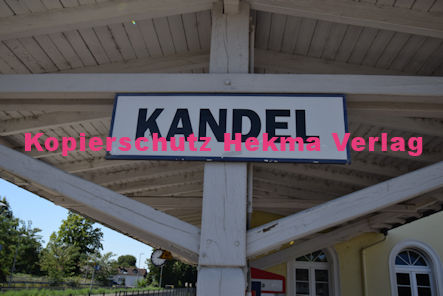 KANDEL
Kopierschutz Hekma Verlag